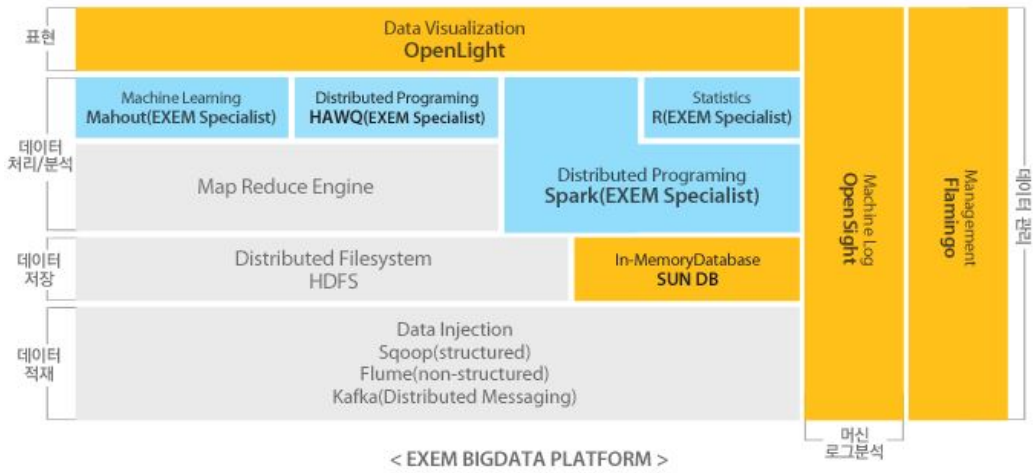 표현
Data Visualization
OpenLight
데이터
처리/분석
Machine Learning
Mahout(EXEM Specialist)
Distributed Programing
HAWQ(EXEM Specialist)
Statistics
R(EXEM Specialist)
Map Reduce Engine
Distributed Programing
Spark(EXEM Specialist)
데이터
저장
Distributed Filesystem
HDFS
In-MemoryDatabase
SUN DB
데이터
적재
Data Injection
Sqoop(structured)
Flume(non-structured)
Kafka(Distributed Messaging)
Machine Log
OpenSight
Management
Flamingo
데이터 관리
머신
로그분석
< EXEM BIGDATA PLATFORM >